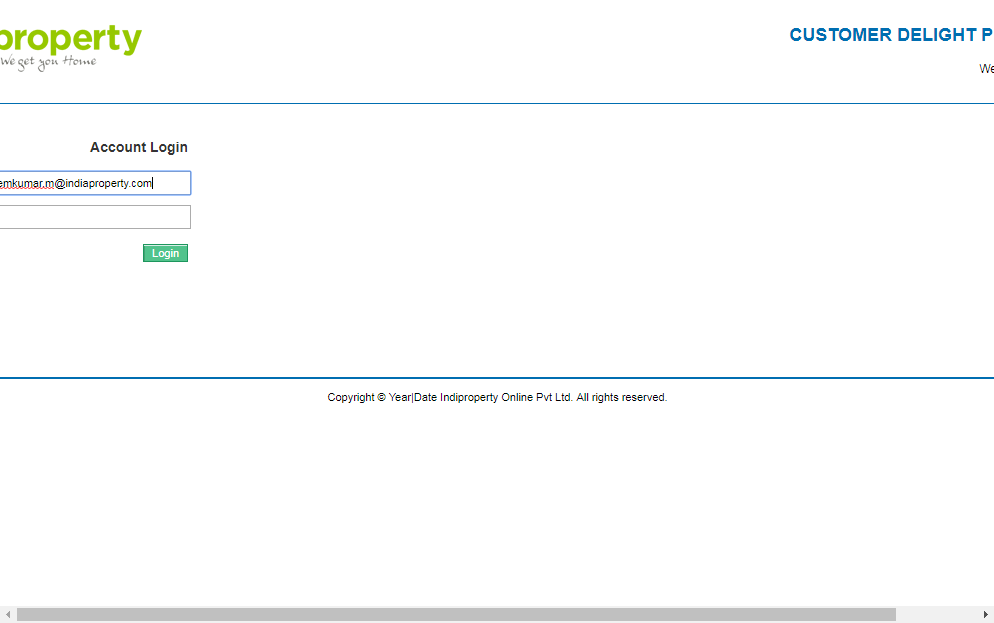 property
We get you Home
CUSTOMER DELIGHT P
We
Account Login
emkumar.m@indiaproperty.com
Login
Copyright © Year|Date Indiproperty Online Pvt Ltd. All rights reserved.